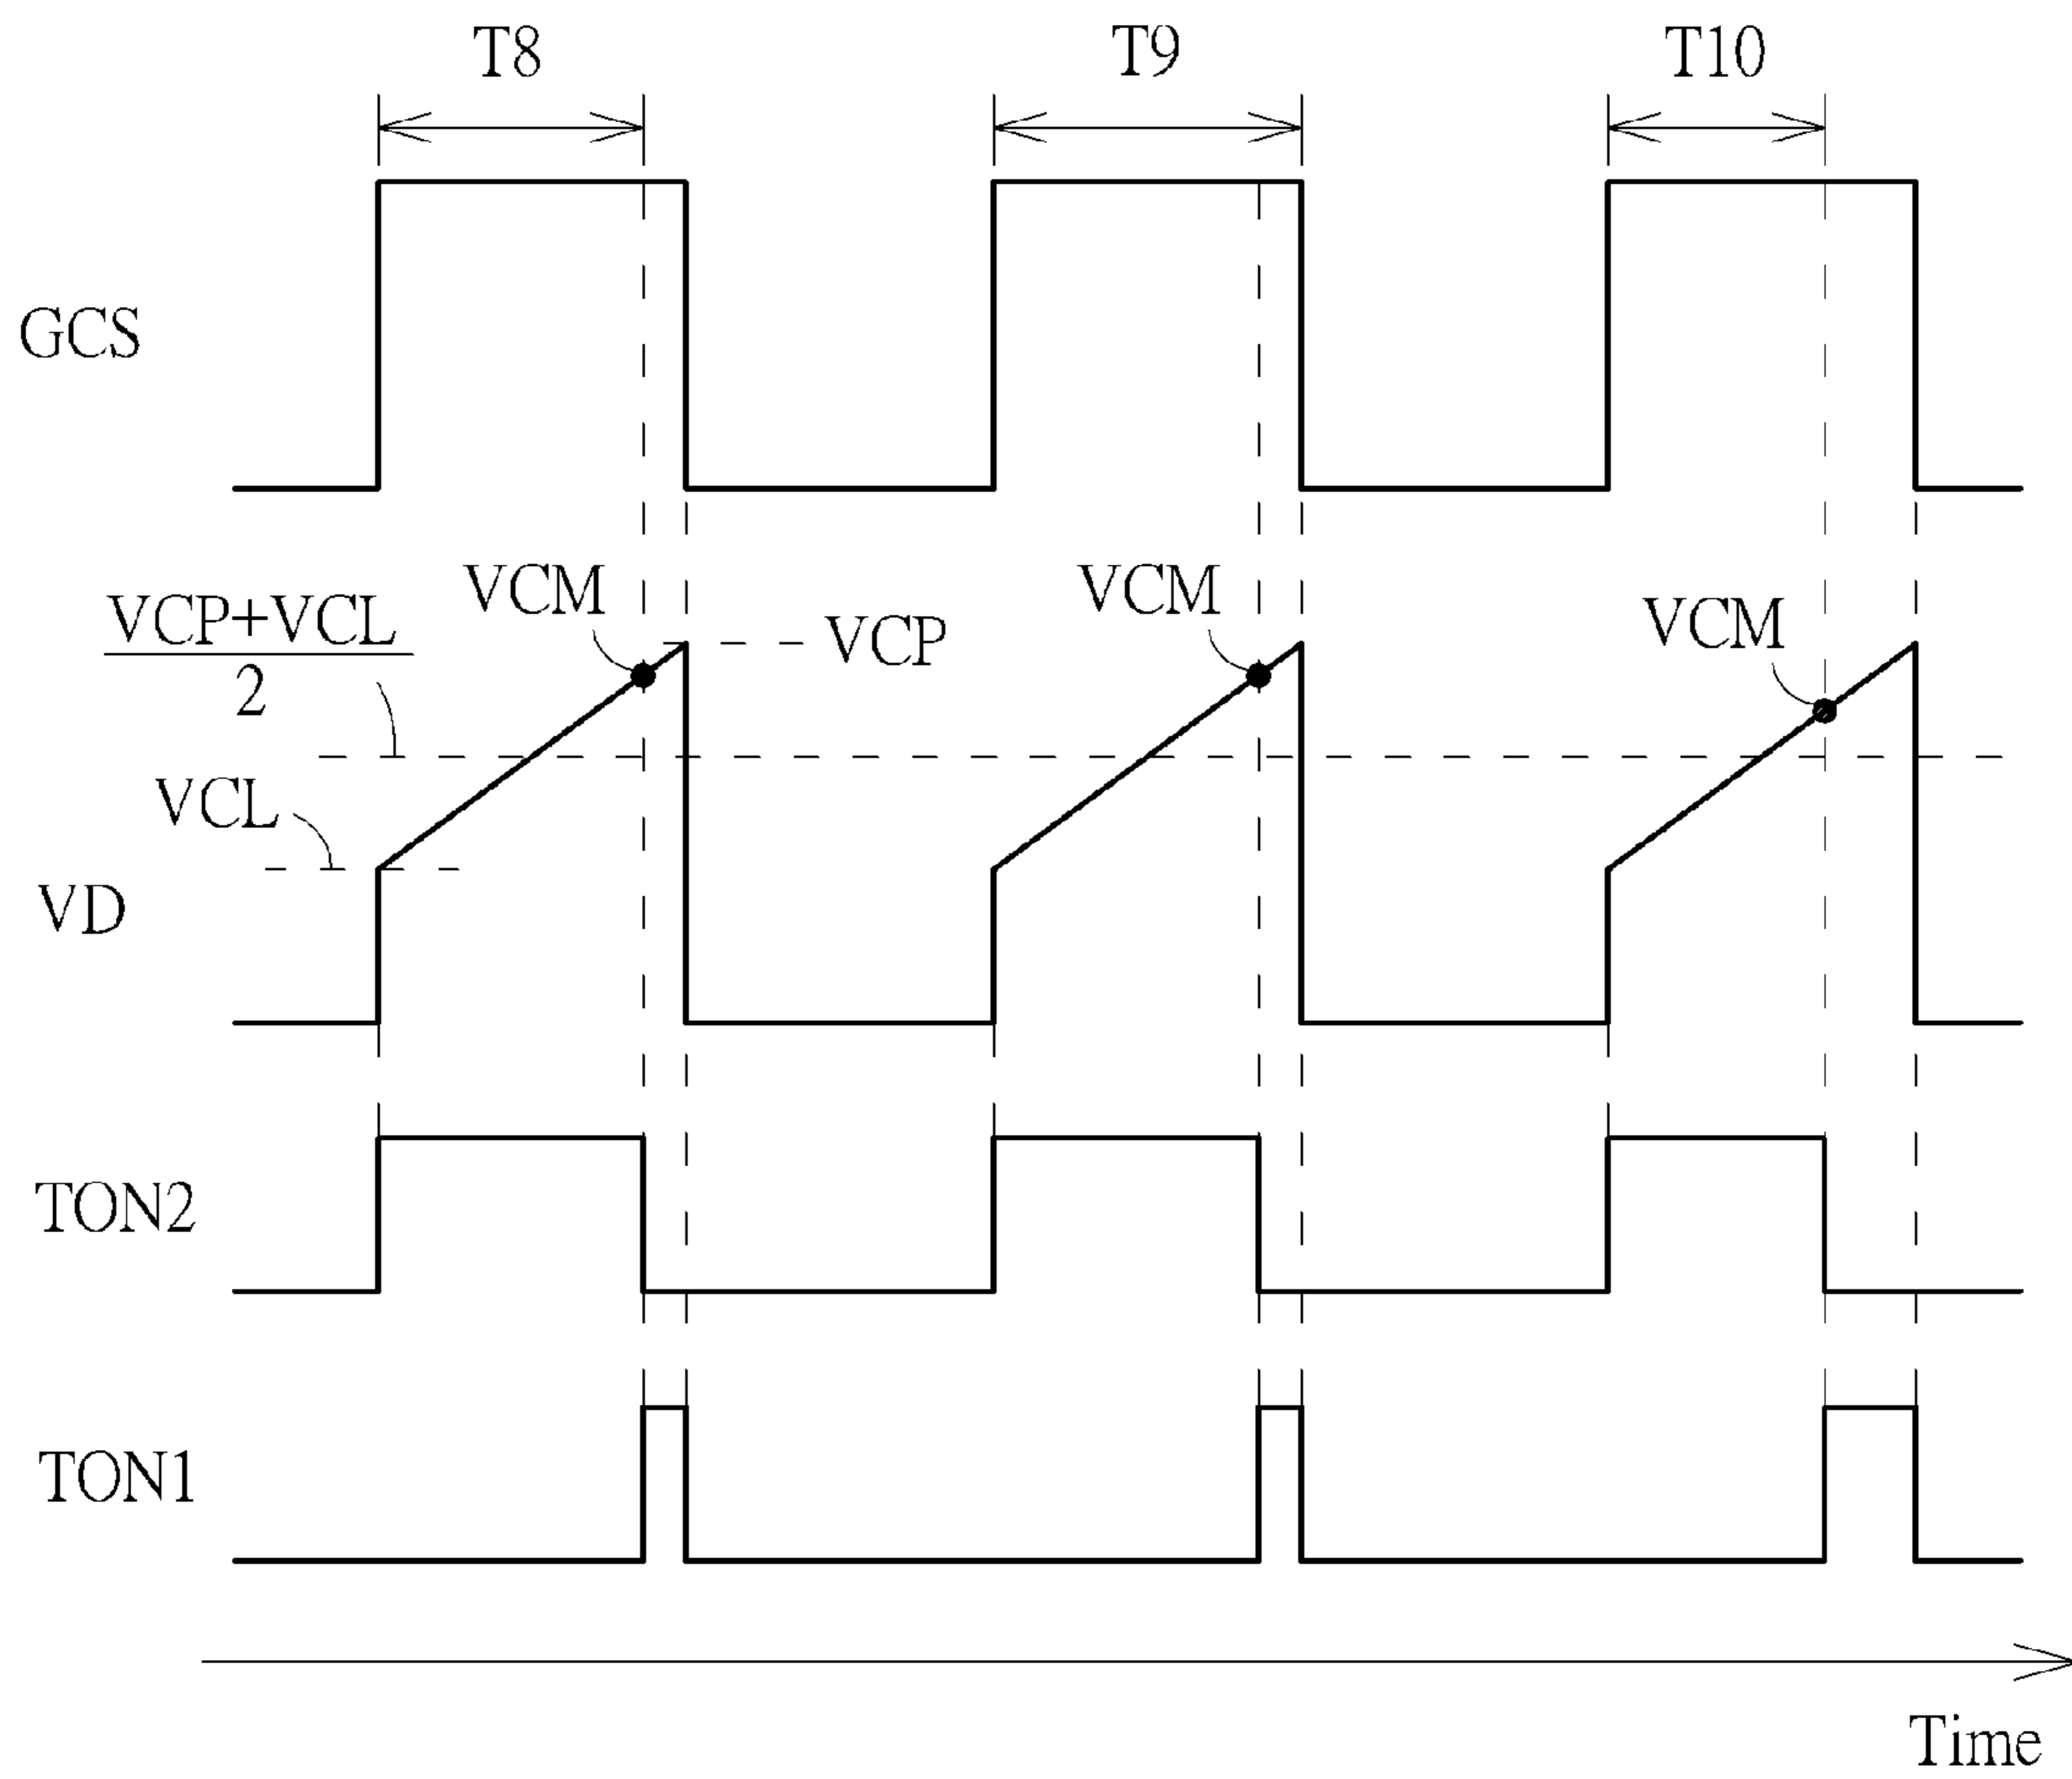 T8 T9 T10
GCS
VCM VCM VCM
VCP+VCL
2
VCP
VCL
VD
TON2
TON1
Time